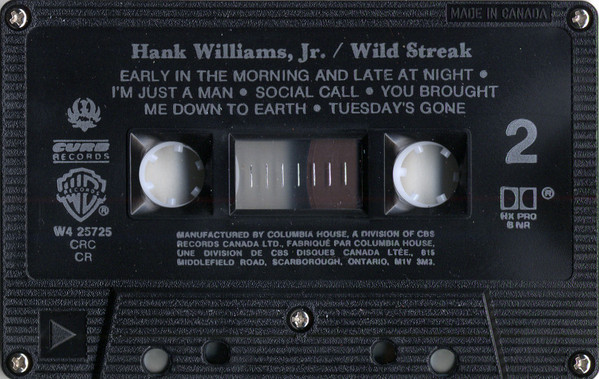 MADE IN CANADA
Hank Williams, Jr. / Wild Streak
EARLY IN THE MORNING AND LATE AT NIGHT •
I'M JUST A MAN • SOCIAL CALL • YOU BROUGHT
ME DOWN TO EARTH • TUESDAY'S GONE
2
CURB
RECORDS
W4 25725
CRC
CR
HX PRO
B NR
®
®
MANUFACTURED BY COLUMBIA HOUSE, A DIVISION OF CBS
RECORDS CANADA LTD., FABRIQUÉ PAR COLUMBIA HOUSE,
UNE DIVISION DE CBS DISQUES CANADA LTÉE., 815
MIDDLEFIELD ROAD, SCARBOROUGH, ONTARIO, M1V 3M3.